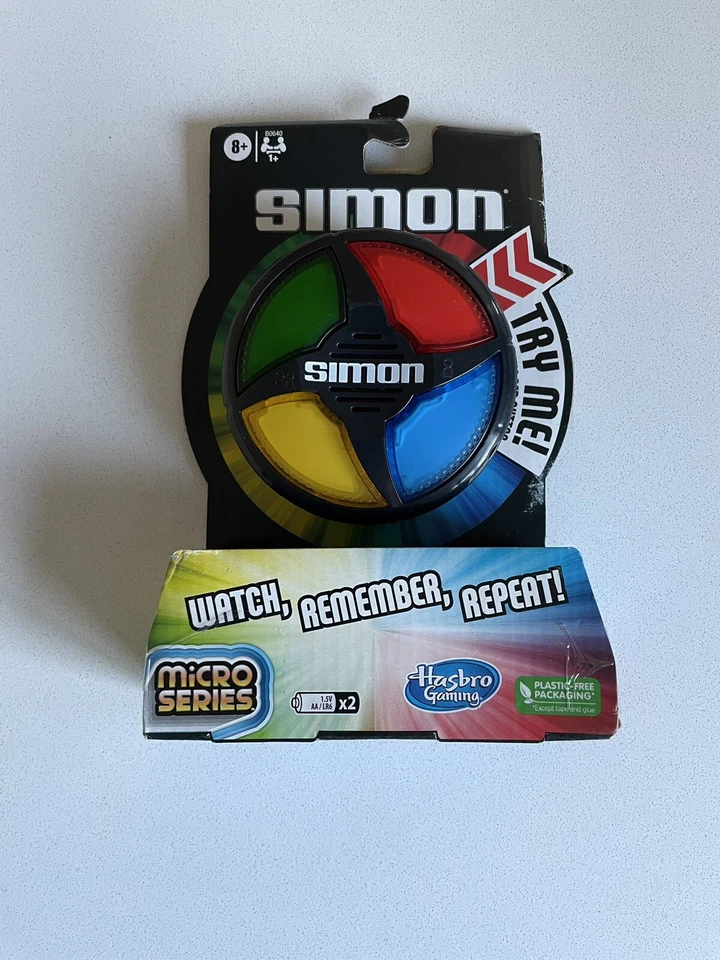 8+
B0640
1+
SIMON
TRY ME!
SIMON
WATCH, REMEMBER, REPEAT!
MICRO
SERIES
1.5V
AA/LR6
x2
Hasbro
Gaming
PLASTIC-FREE
PACKAGING*
*Except tape and glue